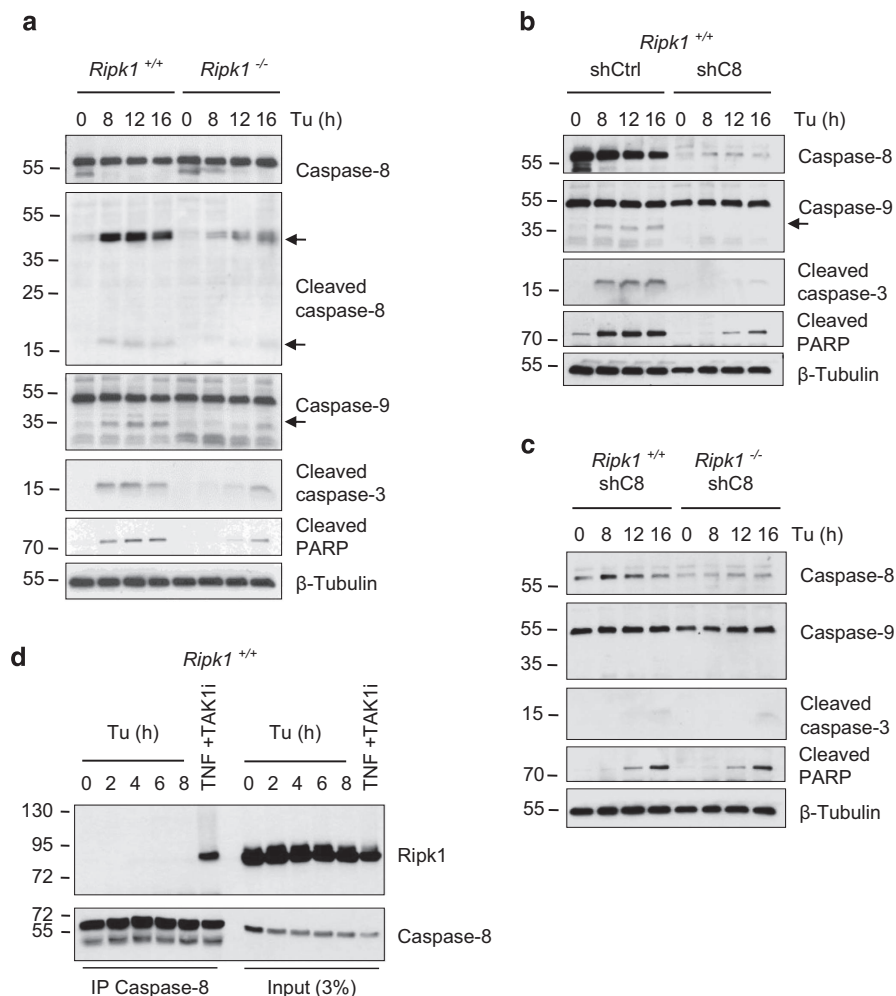 a
Ripk1 +/+ Ripk1 -/-
0 8 12 16 0 8 12 16 Tu (h)
55 Caspase-8
55
35
25
15
Cleaved
caspase-8
55
35
Caspase-9
15
Cleaved
caspase-3
70
Cleaved
PARP
55 β-Tubulin
b
Ripk1 +/+
shCtrl shC8
0 8 12 16 0 8 12 16 Tu (h)
55 Caspase-8
55
35
Caspase-9
15
Cleaved
caspase-3
70
Cleaved
PARP
55 β-Tubulin
c
Ripk1 +/+ Ripk1 -/-
shC8 shC8
0 8 12 16 0 8 12 16 Tu (h)
55 Caspase-8
55
35
Caspase-9
15
Cleaved
caspase-3
70
Cleaved
PARP
55 β-Tubulin
d
Ripk1 +/+
Tu (h) TNF +TAK1i Tu (h) TNF +TAK1i
0 2 4 6 8 0 2 4 6 8
130
95
72
Ripk1
72
55
Caspase-8
IP Caspase-8 Input (3%)